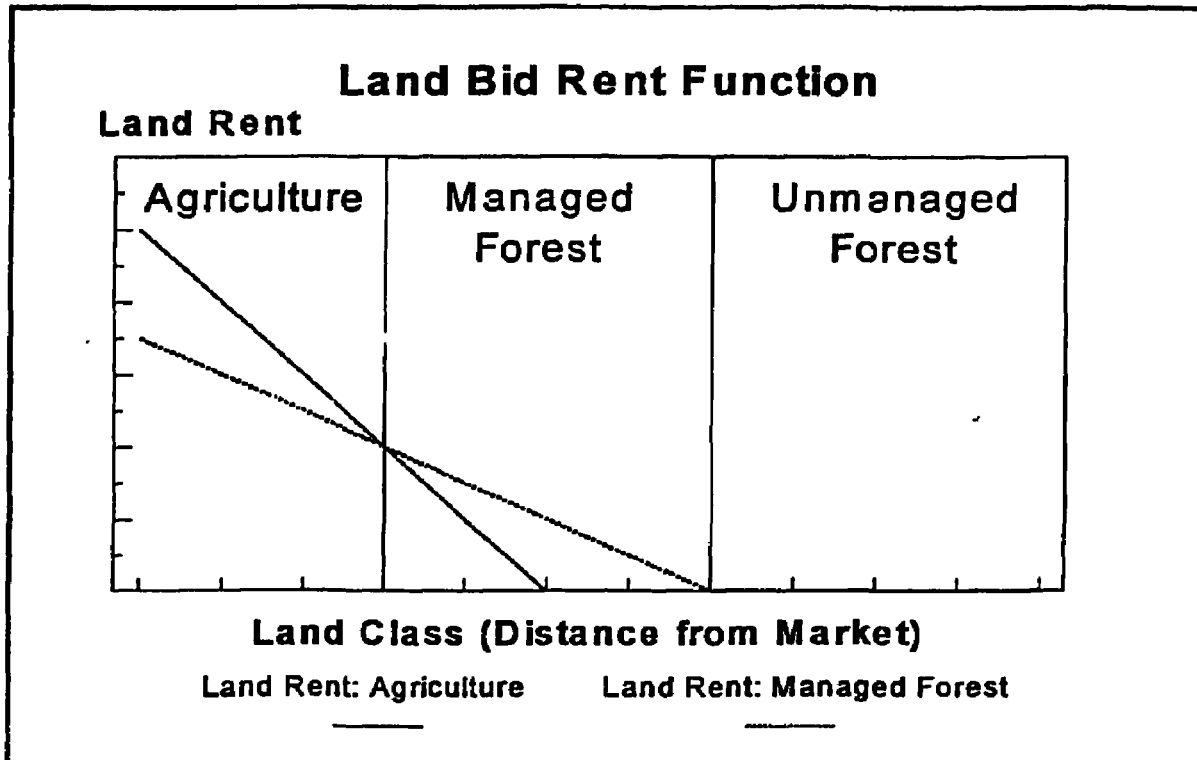 Land Bid Rent Function
Land Rent
Agriculture
Managed
Forest
Unmanaged
Forest
Land Class (Distance from Market)
Land Rent: Agriculture
Land Rent: Managed Forest